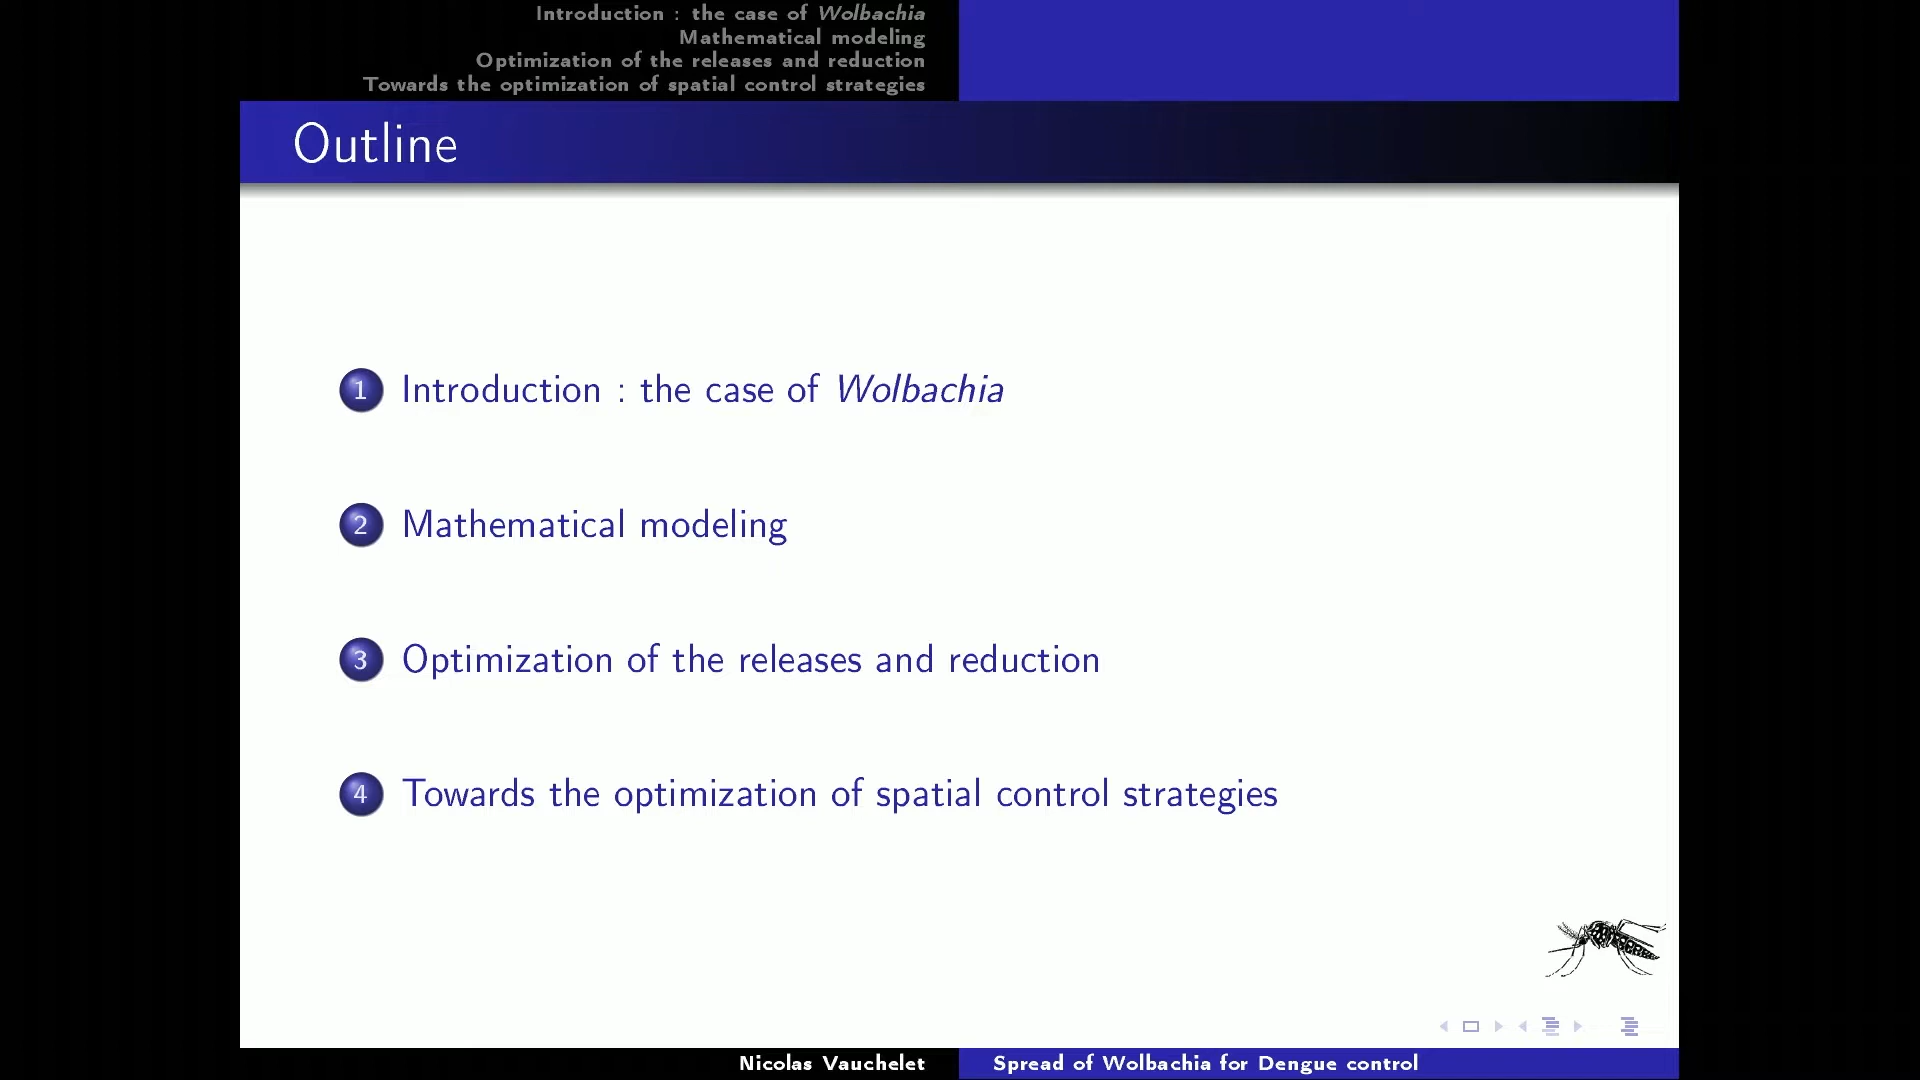 Introduction : the case of Wolbachia
Mathematical modeling
Optimization of the releases and reduction
Towards the optimization of spatial control strategies
Outline
1 Introduction : the case of Wolbachia
2 Mathematical modeling
3 Optimization of the releases and reduction
4 Towards the optimization of spatial control strategies
Nicolas Vauchelet
Spread of Wolbachia for Dengue control